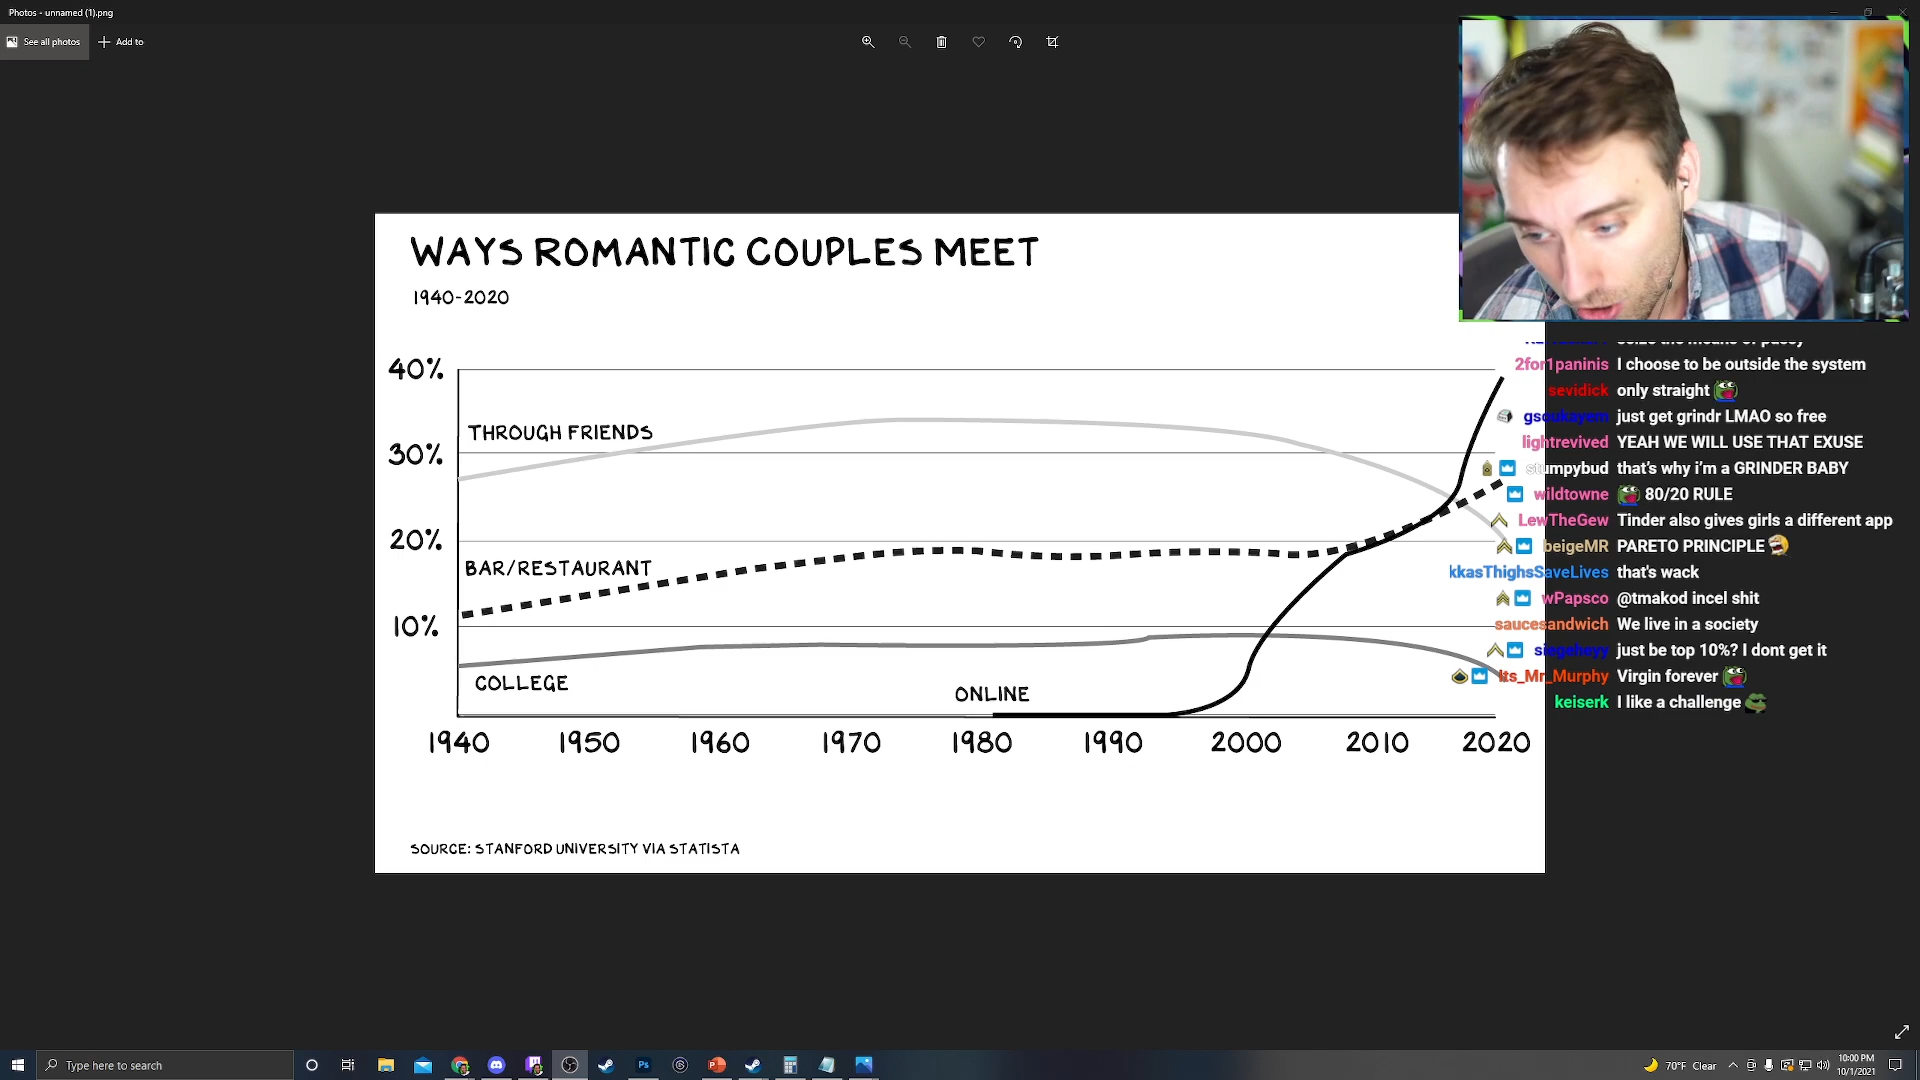 Photos - unnamed (1).png
See all photos
Add to
WAYS ROMANTIC COUPLES MEET
1940-2020
40%
THROUGH FRIENDS
30%
20%
BAR/RESTAURANT
10%
COLLEGE
ONLINE
1940 1950 1960 1970 1980 1990 2000 2010 2020
SOURCE: STANFORD UNIVERSITY VIA STATISTA
2for1paninis I choose to be outside the system
sevidick only straight
just get grindr LMAO so free
lightrevived YEAH WE WILL USE THAT EXUSE
stumpybud that's why i'm a GRINDER BABY
wildtowne 80/20 RULE
LewTheGew Tinder also gives girls a different app
beigeMR PARETO PRINCIPLE
kkasThighsSaveLives that's wack
wPapsco @tmakod incel shit
saucesandwich We live in a society
just be top 10%? I dont get it
Its_Mr_Murphy Virgin forever
keiserk I like a challenge
Type here to search
70°F Clear
10:00 PM
10/1/2021